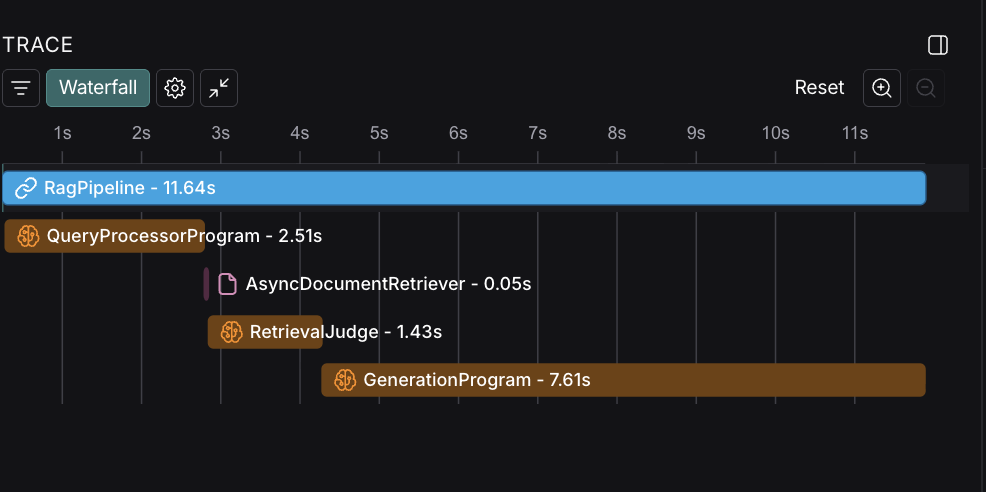 TRACE
Waterfall Reset
1s 2s 3s 4s 5s 6s 7s 8s 9s 10s 11s
RagPipeline - 11.64s
QueryProcessorProgram - 2.51s
AsyncDocumentRetriever - 0.05s
RetrievalJudge - 1.43s
GenerationProgram - 7.61s